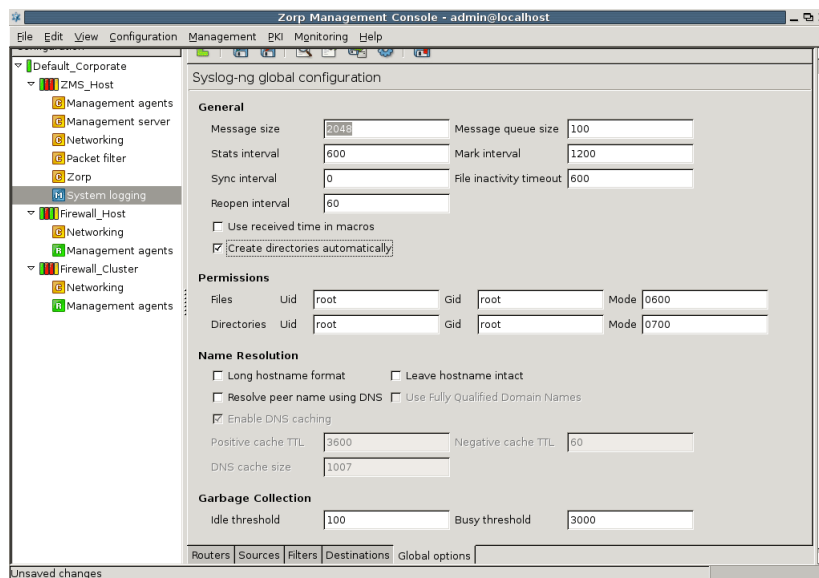 Zorp Management Console - admin@localhost
File Edit View Configuration Management PKI Monitoring Help
Default_Corporate
ZMS_Host
Management agents
Management server
Networking
Packet filter
Zorp
System logging
Firewall_Host
Networking
Management agents
Firewall_Cluster
Networking
Management agents
Syslog-ng global configuration
General
Message size 2048 Message queue size 100
Stats interval 600 Mark interval 1200
Sync interval 0 File inactivity timeout 600
Reopen interval 60
Use received time in macros
Create directories automatically
Permissions
Files Uid root Gid root Mode 0600
Directories Uid root Gid root Mode 0700
Name Resolution
Long hostname format Leave hostname intact
Resolve peer name using DNS Use Fully Qualified Domain Names
Enable DNS caching
Positive cache TTL 3600 Negative cache TTL 60
DNS cache size 1007
Garbage Collection
Idle threshold 100 Busy threshold 3000
Routers Sources Filters Destinations Global options
Unsaved changes